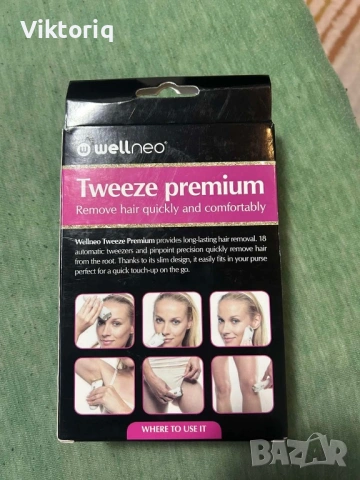 Viktoriq
wellneo®
Tweeze premium
Remove hair quickly and comfortably
Wellneo Tweeze Premium provides long-lasting hair removal. 18
automatic tweezers and pinpoint precision quickly remove hair
from the root. Thanks to its slim design, it easily fits in your purse
perfect for a quick touch-up on the go.
WHERE TO USE IT
BAZAR